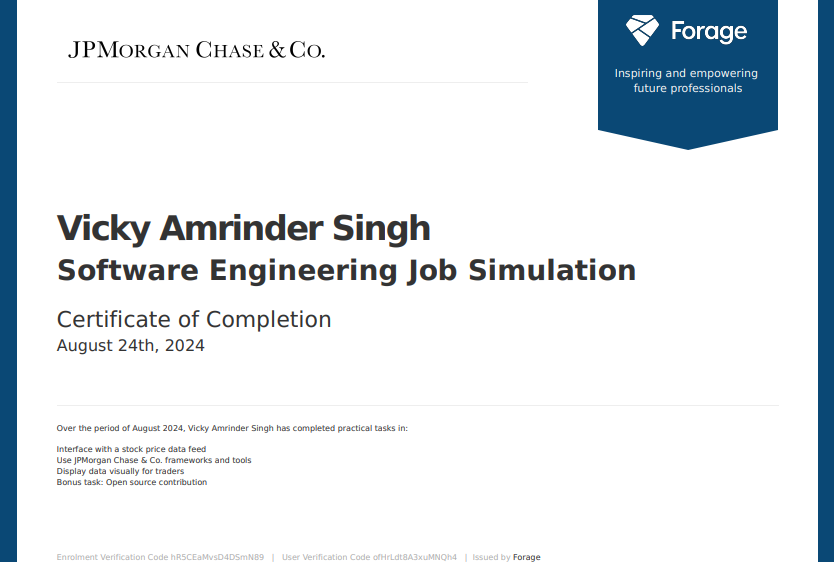 JPMorgan Chase & Co.
Forage
Inspiring and empowering
future professionals
Vicky Amrinder Singh
Software Engineering Job Simulation
Certificate of Completion
August 24th, 2024
Over the period of August 2024, Vicky Amrinder Singh has completed practical tasks in:
Interface with a stock price data feed
Use JPMorgan Chase & Co. frameworks and tools
Display data visually for traders
Bonus task: Open source contribution
Enrolment Verification Code hR5CEaMvsD4DSmN89 | User Verification Code ofHrLdt8A3xuMNQh4 | Issued by Forage